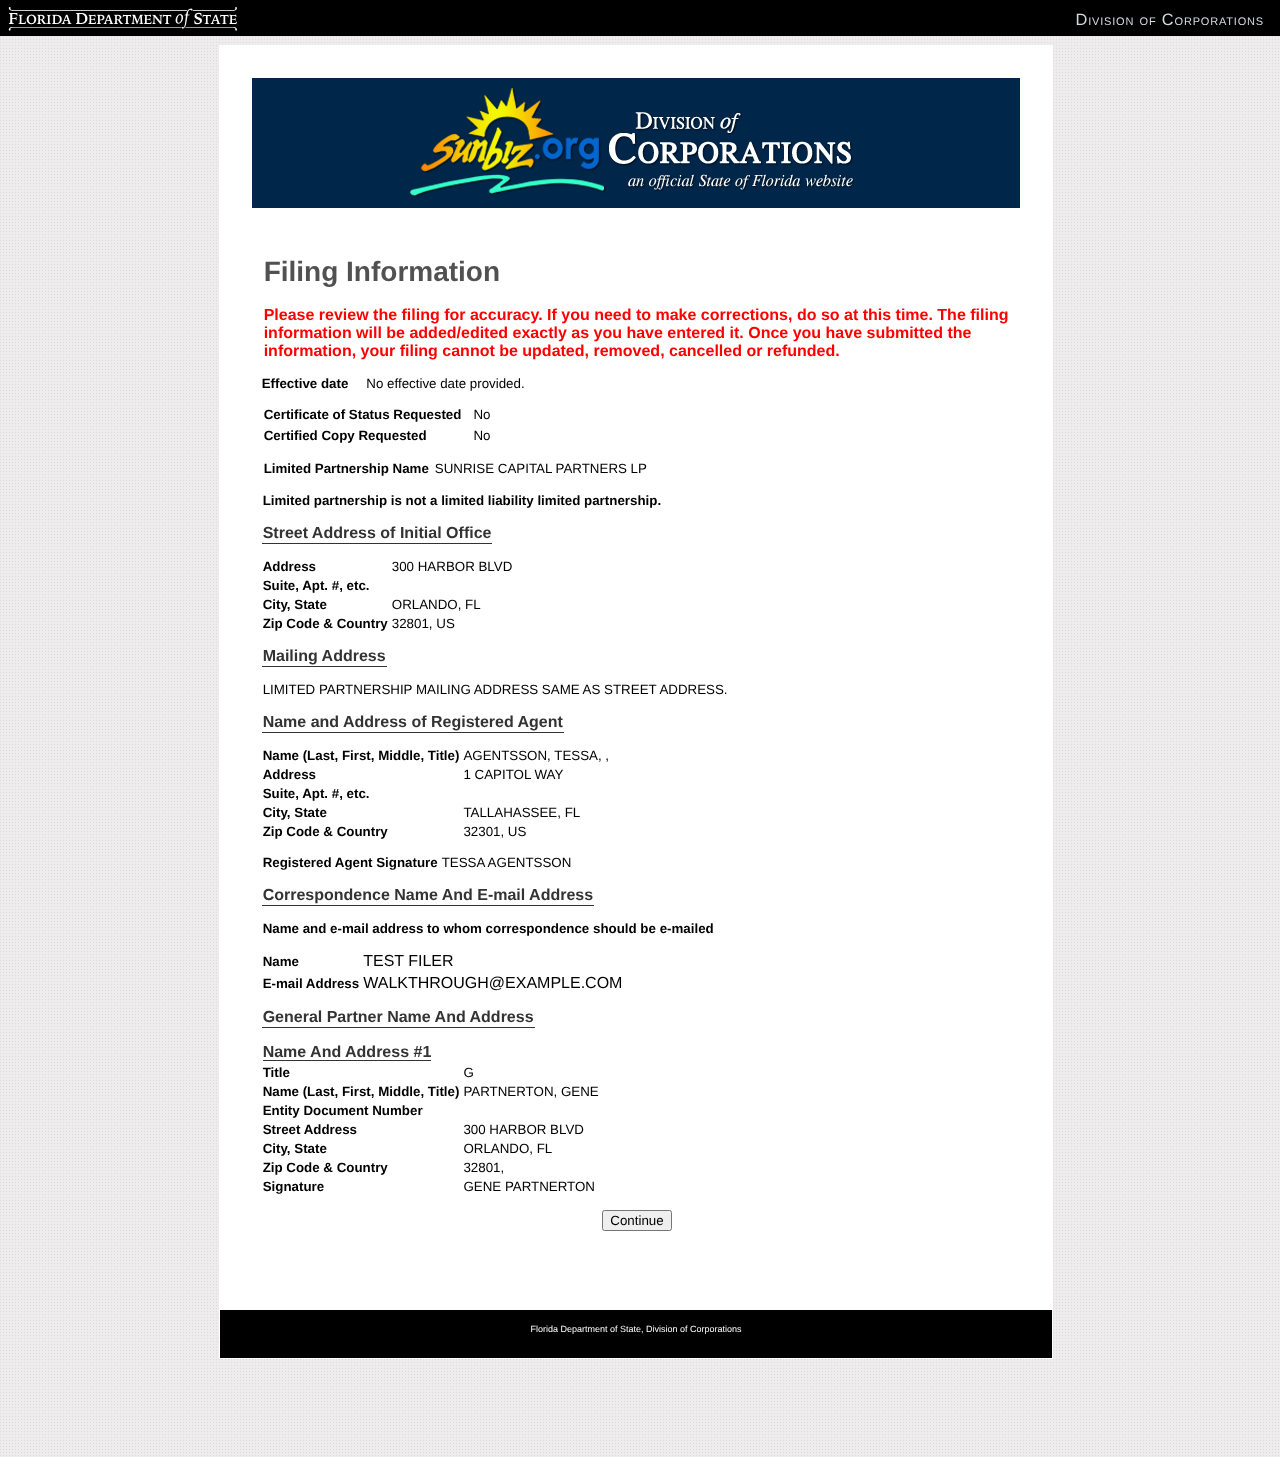 FLORIDA DEPARTMENT of STATE
Division of Corporations
Sunbiz.org
DIVISION of
CORPORATIONS
an official State of Florida website
Filing Information
Please review the filing for accuracy. If you need to make corrections, do so at this time. The filing
information will be added/edited exactly as you have entered it. Once you have submitted the
information, your filing cannot be updated, removed, cancelled or refunded.
Effective date No effective date provided.
Certificate of Status Requested No
Certified Copy Requested No
Limited Partnership Name SUNRISE CAPITAL PARTNERS LP
Limited partnership is not a limited liability limited partnership.
Street Address of Initial Office
Address 300 HARBOR BLVD
Suite, Apt. #, etc.
City, State ORLANDO, FL
Zip Code & Country 32801, US
Mailing Address
LIMITED PARTNERSHIP MAILING ADDRESS SAME AS STREET ADDRESS.
Name and Address of Registered Agent
Name (Last, First, Middle, Title) AGENTSSON, TESSA, ,
Address 1 CAPITOL WAY
Suite, Apt. #, etc.
City, State TALLAHASSEE, FL
Zip Code & Country 32301, US
Registered Agent Signature TESSA AGENTSSON
Correspondence Name And E-mail Address
Name and e-mail address to whom correspondence should be e-mailed
Name TEST FILER
E-mail Address WALKTHROUGH@EXAMPLE.COM
General Partner Name And Address
Name And Address #1
Title G
Name (Last, First, Middle, Title) PARTNERTON, GENE
Entity Document Number
Street Address 300 HARBOR BLVD
City, State ORLANDO, FL
Zip Code & Country 32801,
Signature GENE PARTNERTON
Continue
Florida Department of State, Division of Corporations